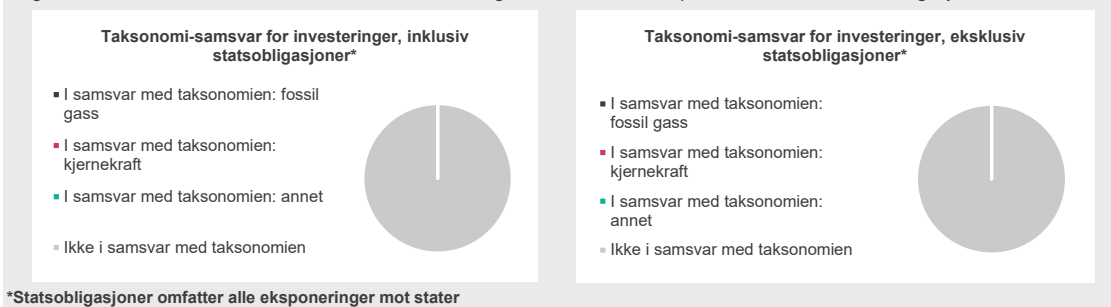 Taksonomi-samsvar for investeringer, inklusiv
statsobligasjoner*
I samsvar med taksonomien: fossil
gass
I samsvar med taksonomien:
kjernekraft
I samsvar med taksonomien: annet
Ikke i samsvar med taksonomien
Taksonomi-samsvar for investeringer, eksklusiv
statsobligasjoner*
I samsvar med taksonomien:
fossil gass
I samsvar med taksonomien:
kjernekraft
I samsvar med taksonomien:
annet
Ikke i samsvar med taksonomien
*Statsobligasjoner omfatter alle eksponeringer mot stater